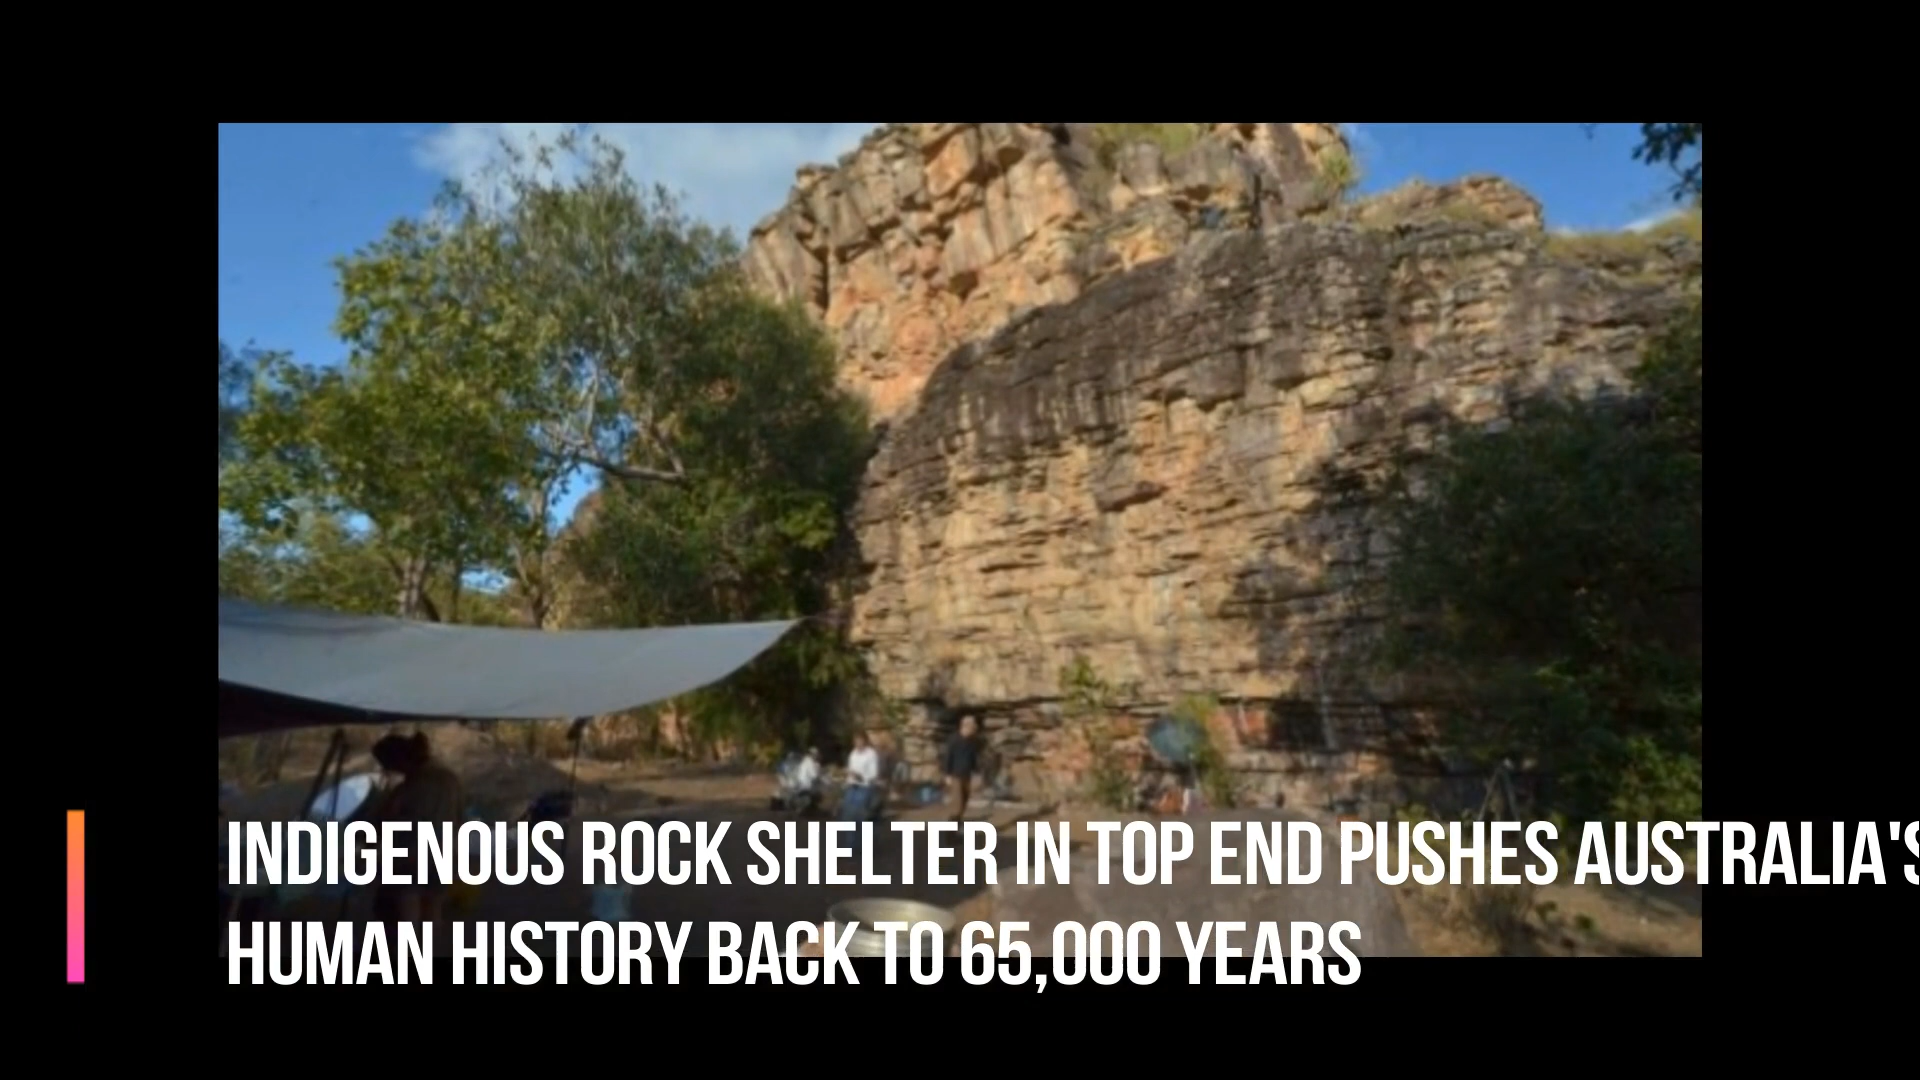 INDIGENOUS ROCK SHELTER IN TOP END PUSHES AUSTRALIA'S
HUMAN HISTORY BACK TO 65,000 YEARS